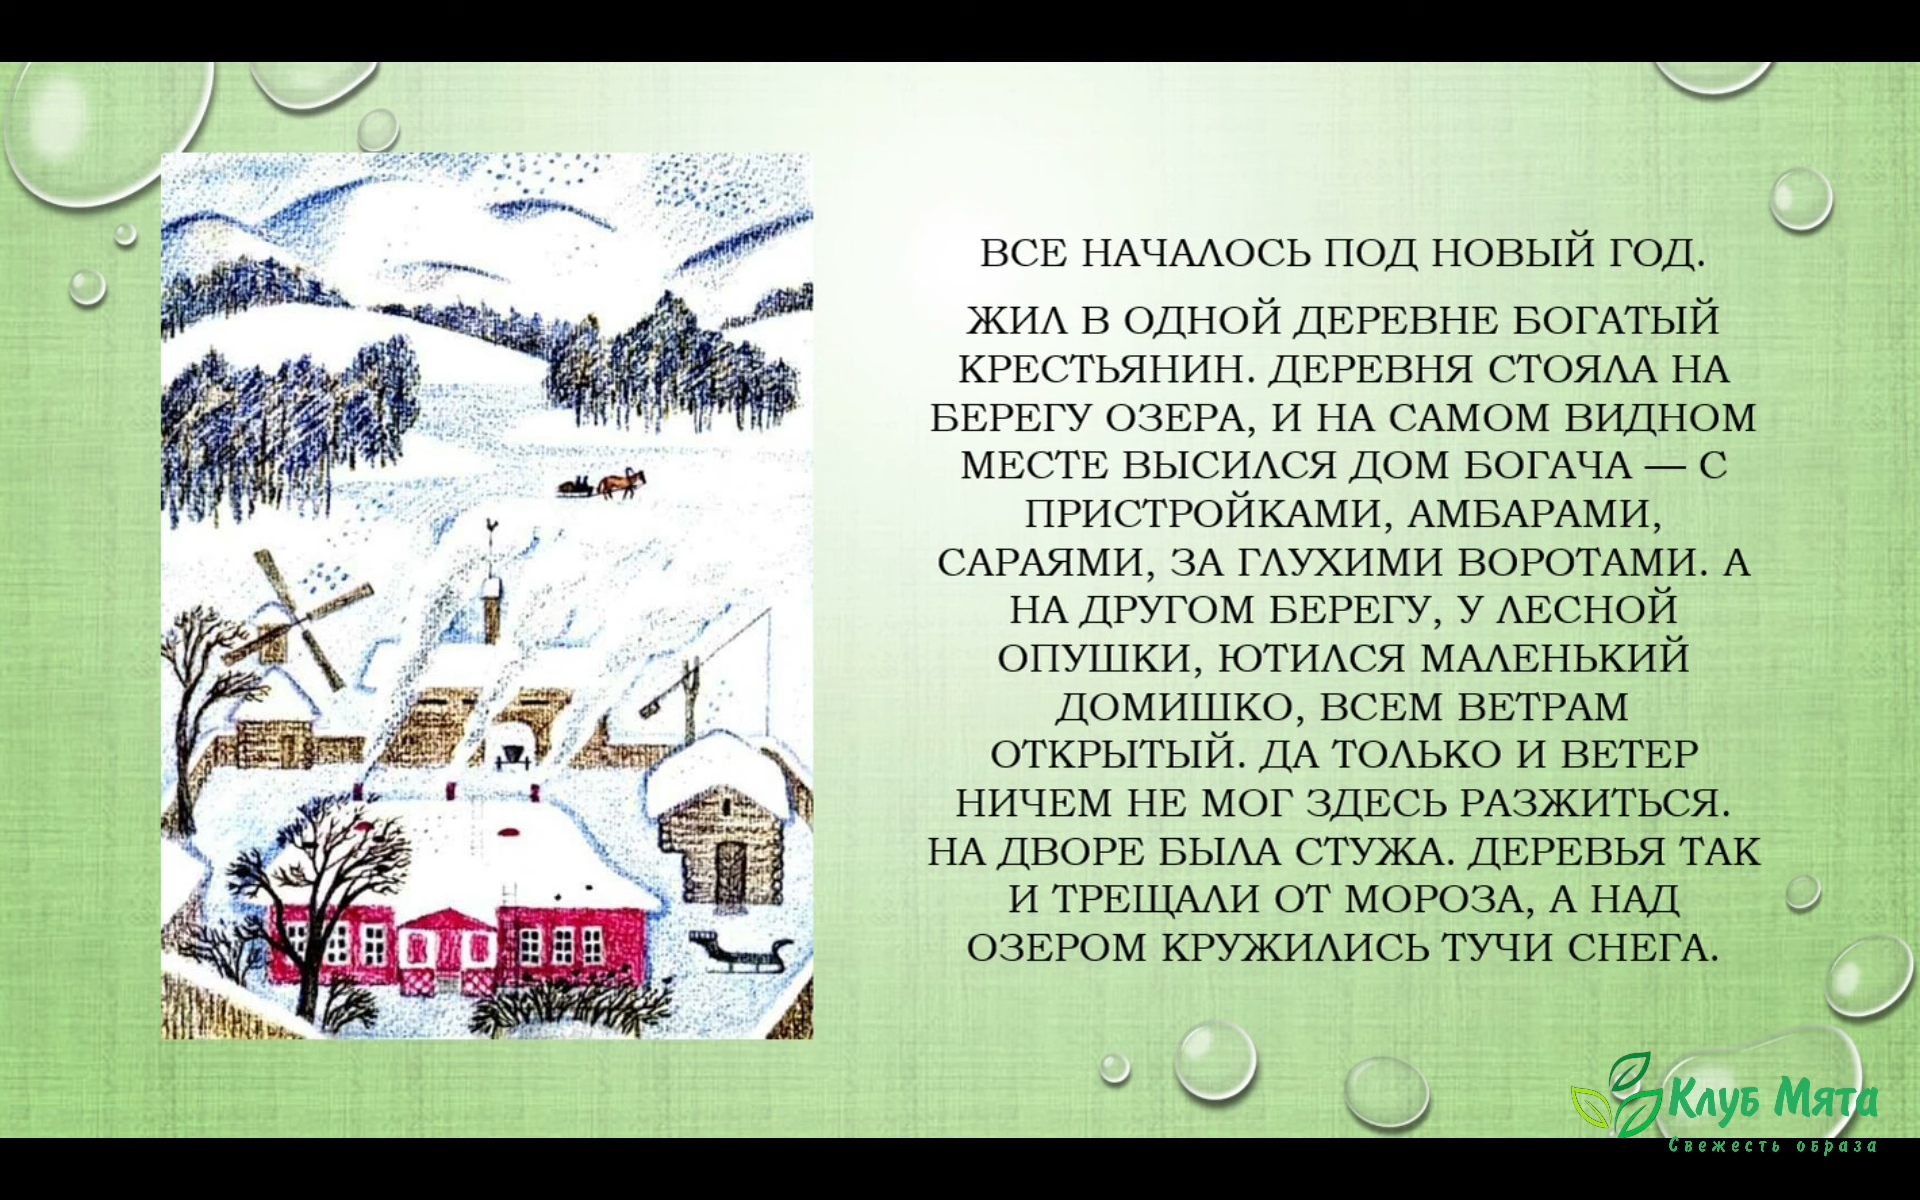 ВСЕ НАЧАЛОСЬ ПОД НОВЫЙ ГОД.
ЖИЛ В ОДНОЙ ДЕРЕВНЕ БОГАТЫЙ
КРЕСТЬЯНИН. ДЕРЕВНЯ СТОЯЛА НА
БЕРЕГУ ОЗЕРА, И НА САМОМ ВИДНОМ
МЕСТЕ ВЫСИЛСЯ ДОМ БОГАЧА — С
ПРИСТРОЙКАМИ, АМБАРАМИ,
САРАЯМИ, ЗА ГЛУХИМИ ВОРОТАМИ. А
НА ДРУГОМ БЕРЕГУ, У ЛЕСНОЙ
ОПУШКИ, ЮТИЛСЯ МАЛЕНЬКИЙ
ДОМИШКО, ВСЕМ ВЕТРАМ
ОТКРЫТЫЙ. ДА ТОЛЬКО И ВЕТЕР
НИЧЕМ НЕ МОГ ЗДЕСЬ РАЗЖИТЬСЯ.
НА ДВОРЕ БЫЛА СТУЖА. ДЕРЕВЬЯ ТАК
И ТРЕЩАЛИ ОТ МОРОЗА, А НАД
ОЗЕРОМ КРУЖИЛИСЬ ТУЧИ СНЕГА.
Клуб Мята
Свежесть образа